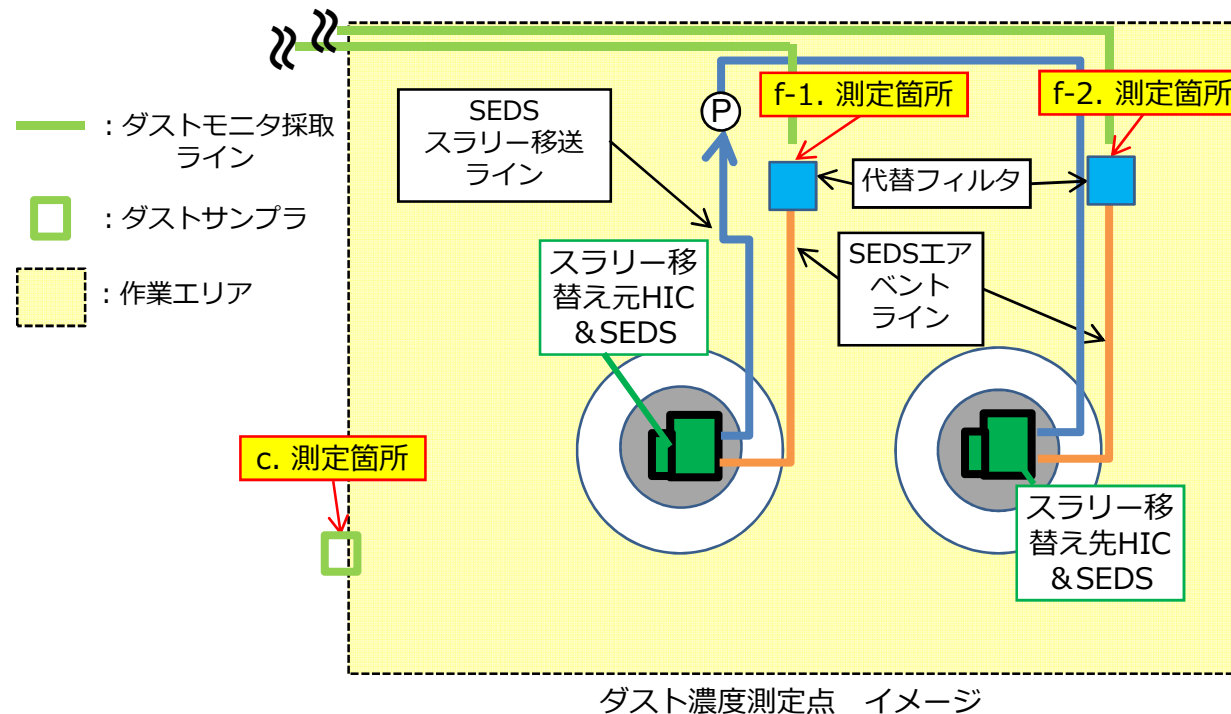 ：ダストモニタ採取
ライン
：ダストサンプラ
：作業エリア
SEDS
スラリー移送
ライン
P
f-1. 測定箇所
f-2. 測定箇所
代替フィルタ
スラリー移
替え元HIC
＆SEDS
SEDSエア
ベント
ライン
c. 測定箇所
スラリー移
替え先HIC
＆SEDS
ダスト濃度測定点　イメージ